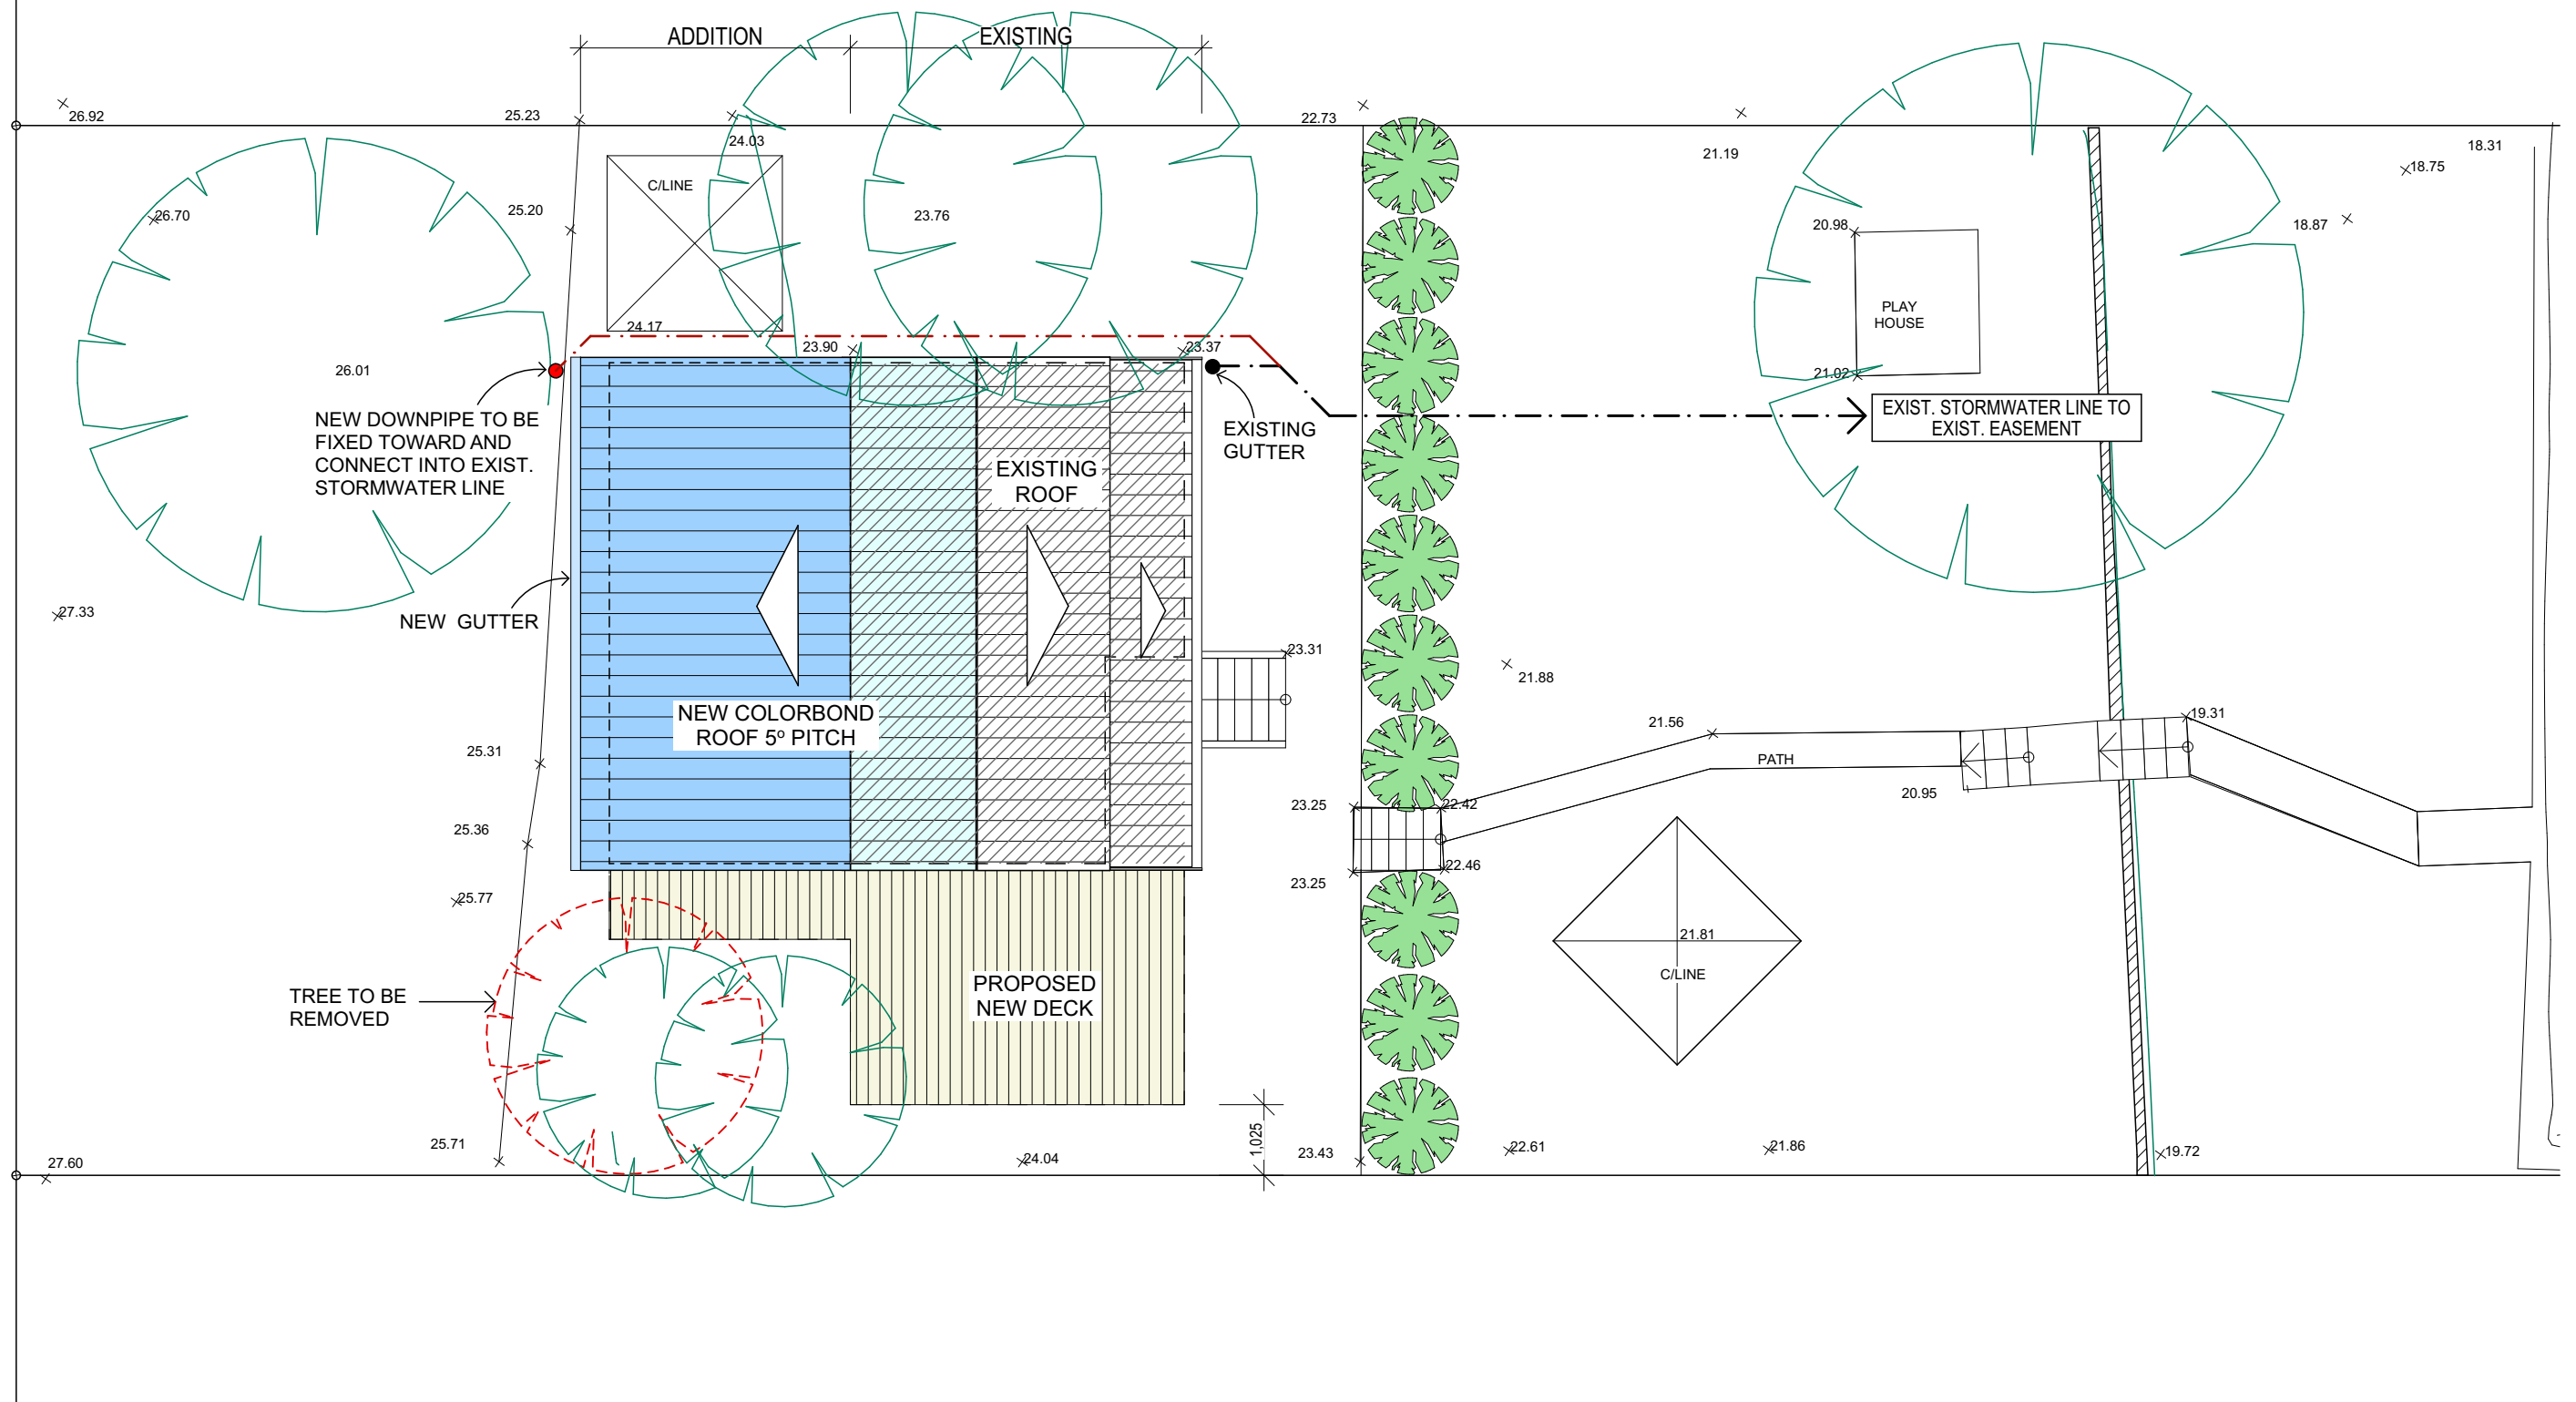 ADDITION
EXISTING
26.92
25.23
24.03
22.73
21.19
18.31
18.75
C/LINE
26.70
25.20
23.76
20.98
18.87
PLAY
HOUSE
24.17
23.90
23.37
26.01
21.02
NEW DOWNPIPE TO BE
FIXED TOWARD AND
CONNECT INTO EXIST.
STORMWATER LINE
EXISTING
GUTTER
EXIST. STORMWATER LINE TO
EXIST. EASEMENT
EXISTING
ROOF
27.33
NEW GUTTER
23.31
21.88
NEW COLORBOND
ROOF 5º PITCH
25.31
21.56
19.31
PATH
20.95
25.36
23.25
22.42
22.46
23.25
25.77
21.81
C/LINE
TREE TO BE
REMOVED
PROPOSED
NEW DECK
25.71
1,025
27.60
24.04
23.43
22.61
21.86
19.72